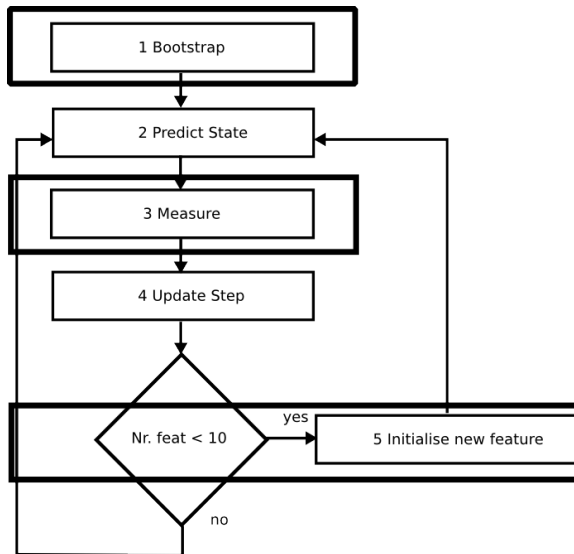 1 Bootstrap
2 Predict State
3 Measure
4 Update Step
Nr. feat < 10
yes
5 Initialise new feature
no